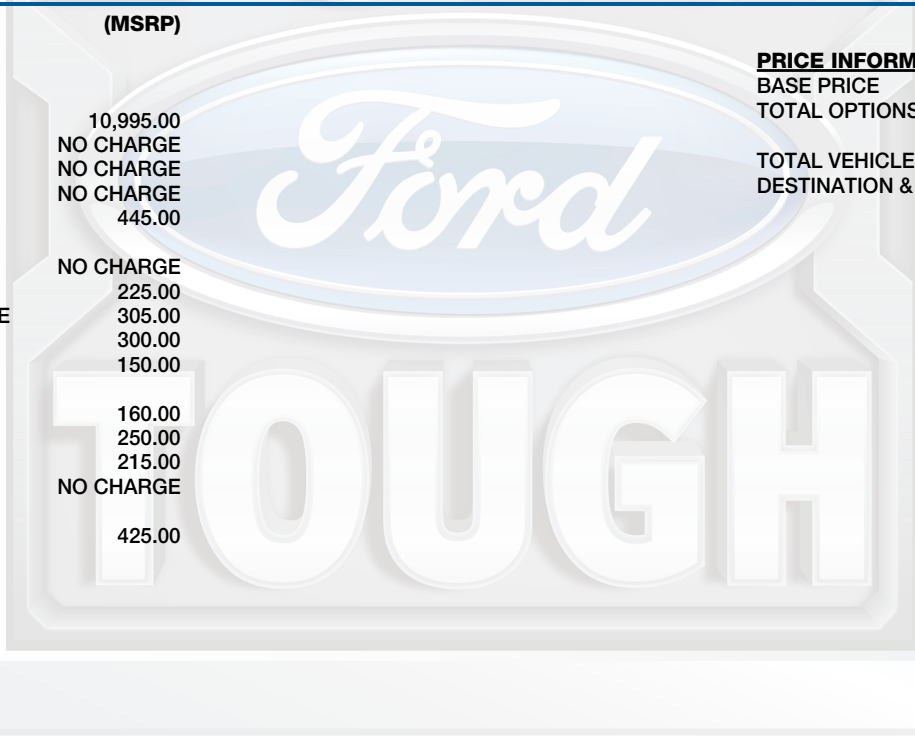 (MSRP)
10,995.00
NO CHARGE
NO CHARGE
NO CHARGE
445.00
NO CHARGE
225.00
E 305.00
300.00
150.00
160.00
250.00
215.00
NO CHARGE
425.00
PRICE INFORM
BASE PRICE
TOTAL OPTIONS
TOTAL VEHICLE
DESTINATION &
Ford
TOUGH